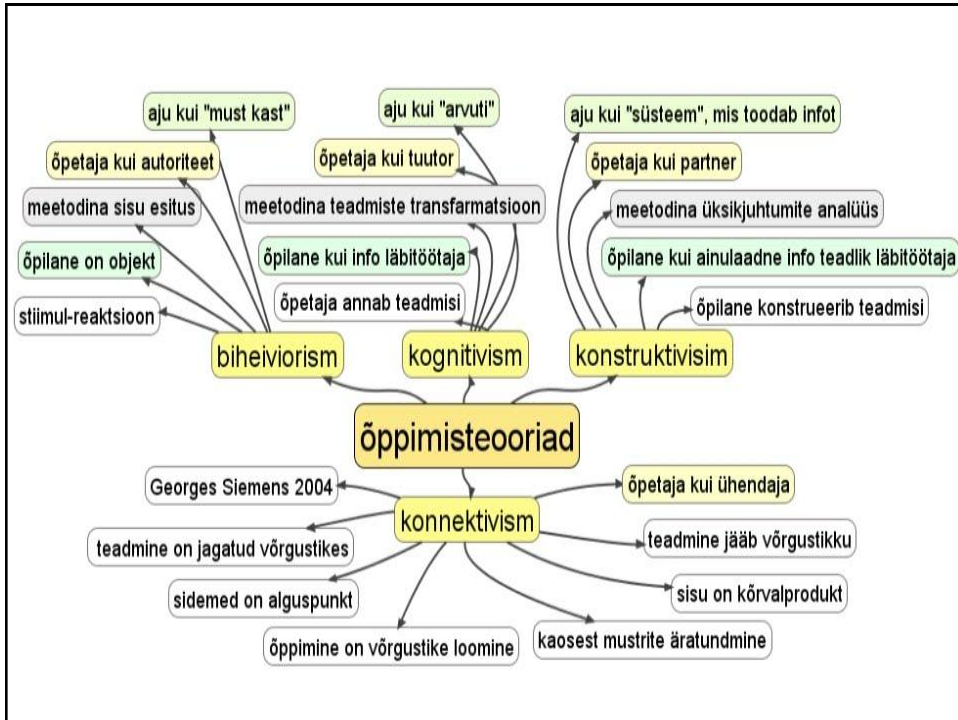 aju kui "must kast"
aju kui "arvuti"
aju kui "süsteem", mis toodab infot
õpetaja kui autoriteet
õpetaja kui tuutor
õpetaja kui partner
meetodina sisu esitus
meetodina teadmiste transfarmatsioon
meetodina üksikjuhtumite analüüs
õpilane on objekt
õpilane kui info läbitöötaja
õpilane kui ainulaadne info teadlik läbitöötaja
stiimul-reaktsioon
õpetaja annab teadmisi
õpilane konstrueerib teadmisi
biheiviorism
kognitivism
konstruktivisim
õppimisteooriad
Georges Siemens 2004
õpetaja kui ühendaja
konnektivism
teadmine on jagatud võrgustikes
teadmine jääb võrgustikku
sidemed on alguspunkt
sisu on kõrvalprodukt
õppimine on võrgustike loomine
kaosest mustrite äratundmine